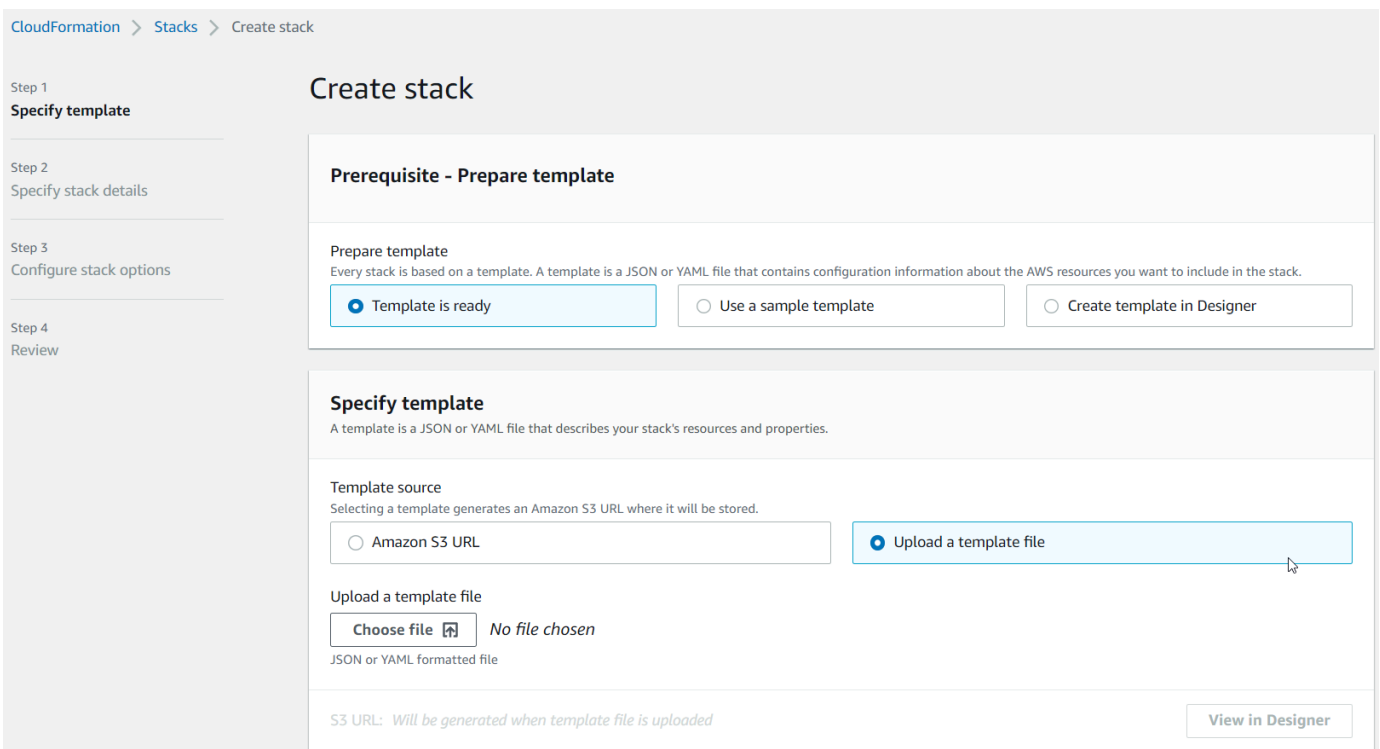 CloudFormation > Stacks > Create stack
Step 1
Specify template
Step 2
Specify stack details
Step 3
Configure stack options
Step 4
Review
Create stack
Prerequisite - Prepare template
Prepare template
Every stack is based on a template. A template is a JSON or YAML file that contains configuration information about the AWS resources you want to include in the stack.
Template is ready
Use a sample template
Create template in Designer
Specify template
A template is a JSON or YAML file that describes your stack's resources and properties.
Template source
Selecting a template generates an Amazon S3 URL where it will be stored.
Amazon S3 URL
Upload a template file
Upload a template file
Choose file No file chosen
JSON or YAML formatted file
S3 URL: Will be generated when template file is uploaded
View in Designer